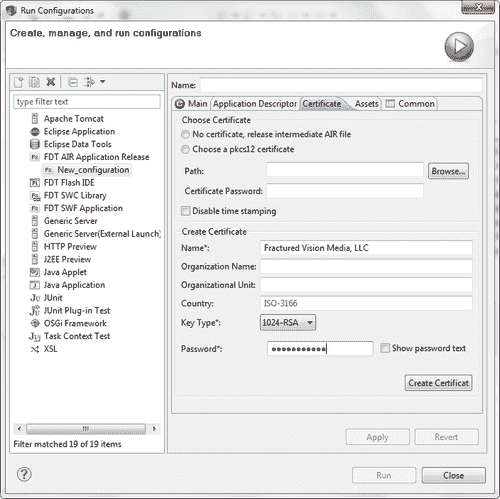 Run Configurations
Create, manage, and run configurations
type filter text
Apache Tomcat
Eclipse Application
Eclipse Data Tools
FDT AIR Application Release
New_configuration
FDT Flash IDE
FDT SWC Library
FDT SWF Application
Generic Server
Generic Server(External Launch)
HTTP Preview
J2EE Preview
Java Applet
Java Application
JUnit
JUnit Plug-in Test
OSGi Framework
Task Context Test
XSL
Filter matched 19 of 19 items
Name:
Main Application Descriptor Certificate Assets Common
Choose Certificate
No certificate, release intermediate AIR file
Choose a pkcs12 certificate
Path: Browse...
Certificate Password:
Disable time stamping
Create Certificate
Name*: Fractured Vision Media, LLC
Organization Name:
Organizational Unit:
Country: ISO-3166
Key Type*: 1024-RSA
Password*: ●●●●●●●●●●● Show password text
Create Certificat
Apply Revert
Run Close